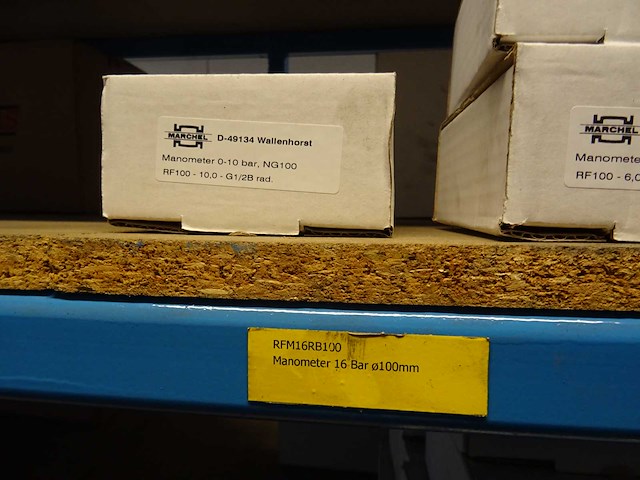 MARCHEL
D-49134 Wallenhorst
Manometer 0-10 bar, NG100
RF100 - 10,0 - G1/2B rad.
MARCHEL
Manometer
RF100 - 6,0
RFM16RB100
Manometer 16 Bar ø100mm